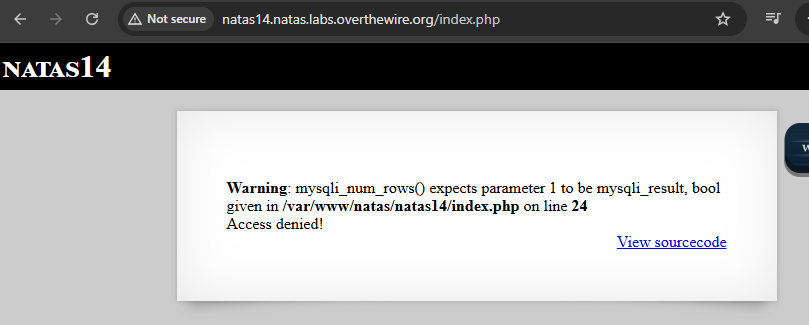 Not secure
natas14.natas.labs.overthewire.org/index.php
NATAS14
Warning: mysqli_num_rows() expects parameter 1 to be mysqli_result, bool
given in /var/www/natas/natas14/index.php on line 24
Access denied!
View sourcecode
W